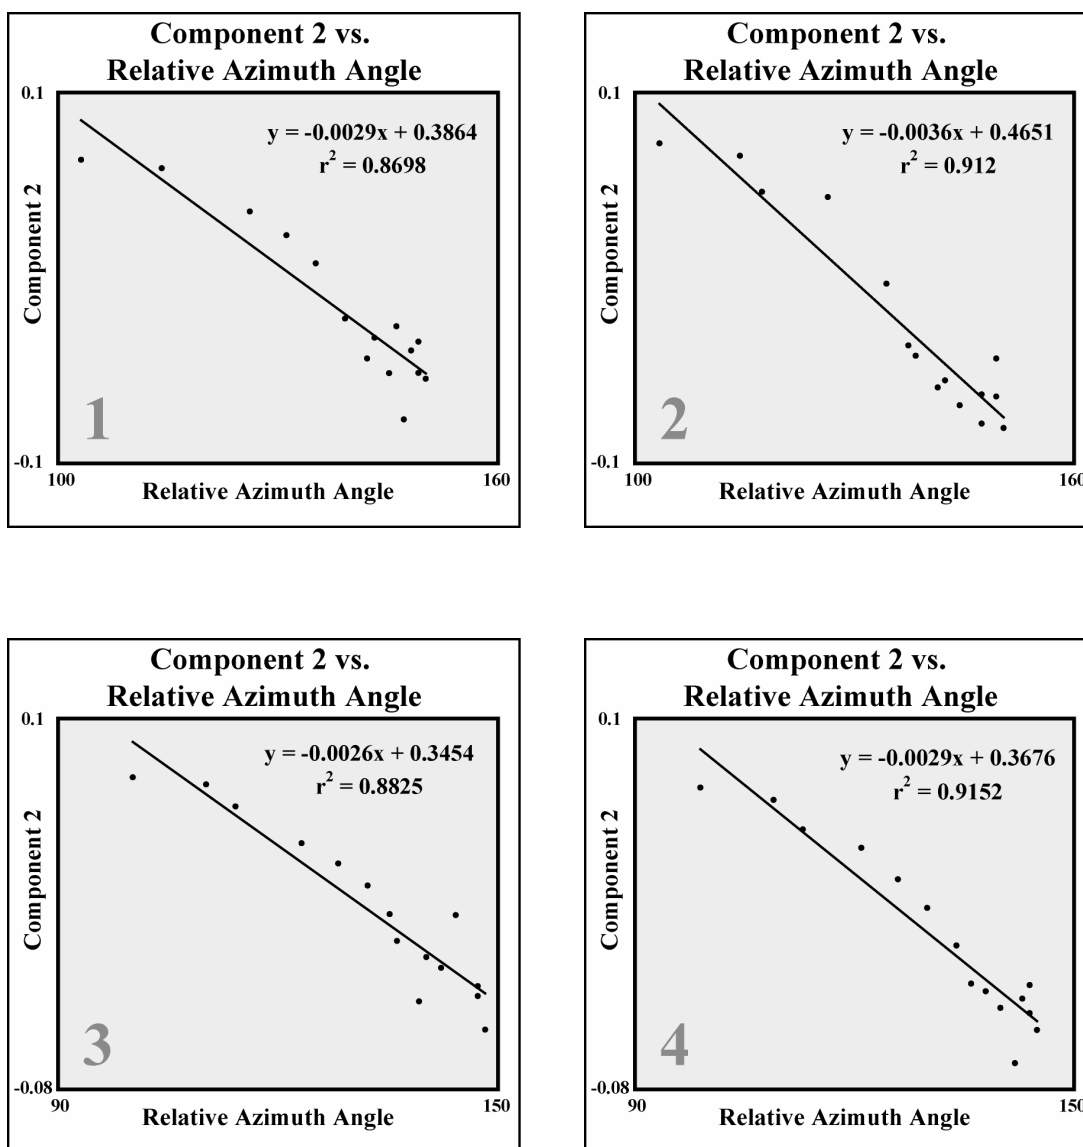 Component 2 vs.
Relative Azimuth Angle
0.1
y = -0.0029x + 0.3864
r² = 0.8698
Component 2
1
-0.1
100
160
Relative Azimuth Angle
Component 2 vs.
Relative Azimuth Angle
0.1
y = -0.0036x + 0.4651
r² = 0.912
Component 2
2
-0.1
100
160
Relative Azimuth Angle
Component 2 vs.
Relative Azimuth Angle
0.1
y = -0.0026x + 0.3454
r² = 0.8825
Component 2
3
-0.08
90
150
Relative Azimuth Angle
Component 2 vs.
Relative Azimuth Angle
0.1
y = -0.0029x + 0.3676
r² = 0.9152
Component 2
4
-0.08
90
150
Relative Azimuth Angle